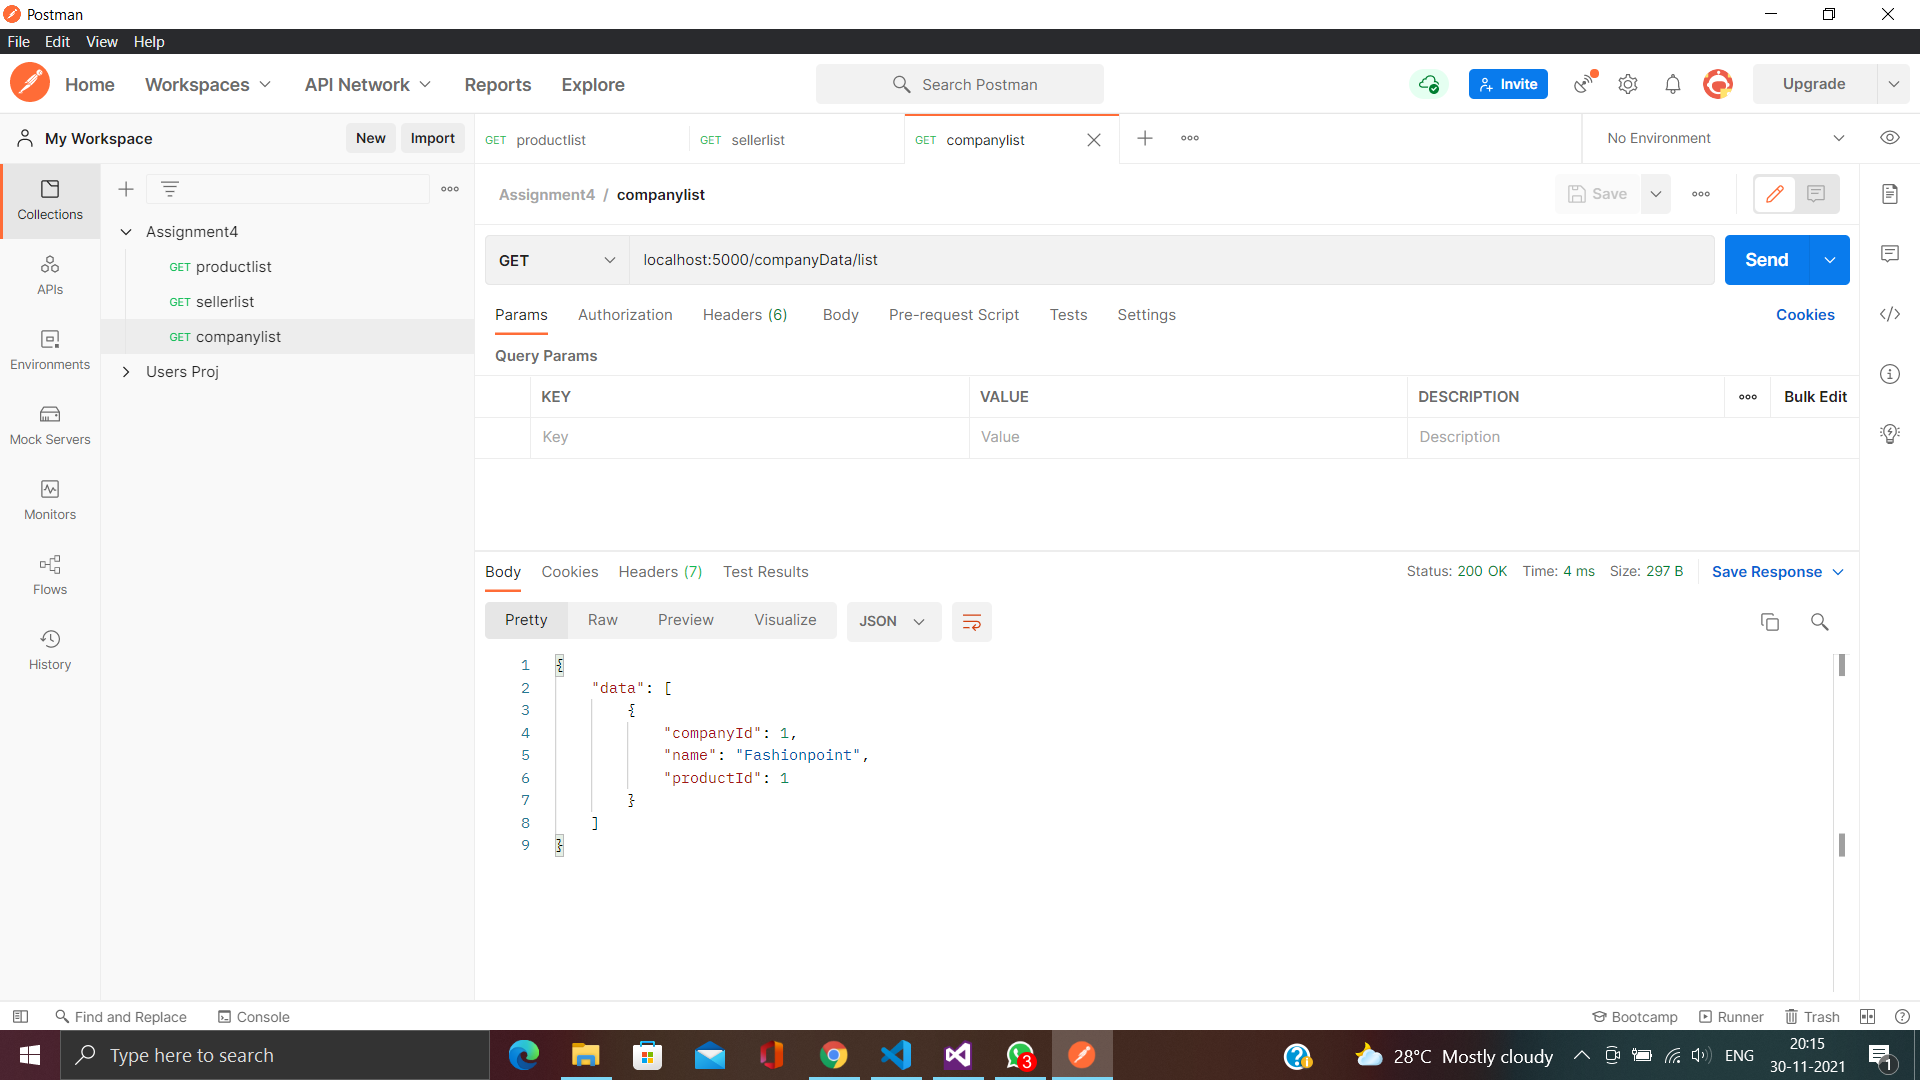 Postman
File Edit View Help
Home Workspaces API Network Reports Explore Search Postman Invite Upgrade
My Workspace New Import GET productlist GET sellerlist GET companylist No Environment
Collections
APIs
Environments
Mock Servers
Monitors
Flows
History
Assignment4
GET productlist
GET sellerlist
GET companylist
Users Proj
Assignment4 / companylist Save
GET localhost:5000/companyData/list Send
Params Authorization Headers (6) Body Pre-request Script Tests Settings Cookies
Query Params
KEY VALUE DESCRIPTION Bulk Edit
Key Value Description
Body Cookies Headers (7) Test Results Status: 200 OK Time: 4 ms Size: 297 B Save Response
Pretty Raw Preview Visualize JSON
1 {
2 "data": [
3 {
4 "companyId": 1,
5 "name": "Fashionpoint",
6 "productId": 1
7 }
8 ]
9 }
Find and Replace Console Bootcamp Runner Trash
Type here to search 3 28°C Mostly cloudy ENG 20:15
30-11-2021 1